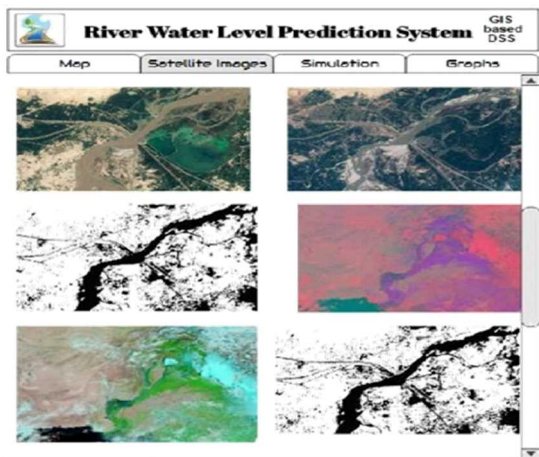 River Water Level Prediction System
GIS
based
DSS
Map
Satellite Images
Simulation
Graphs